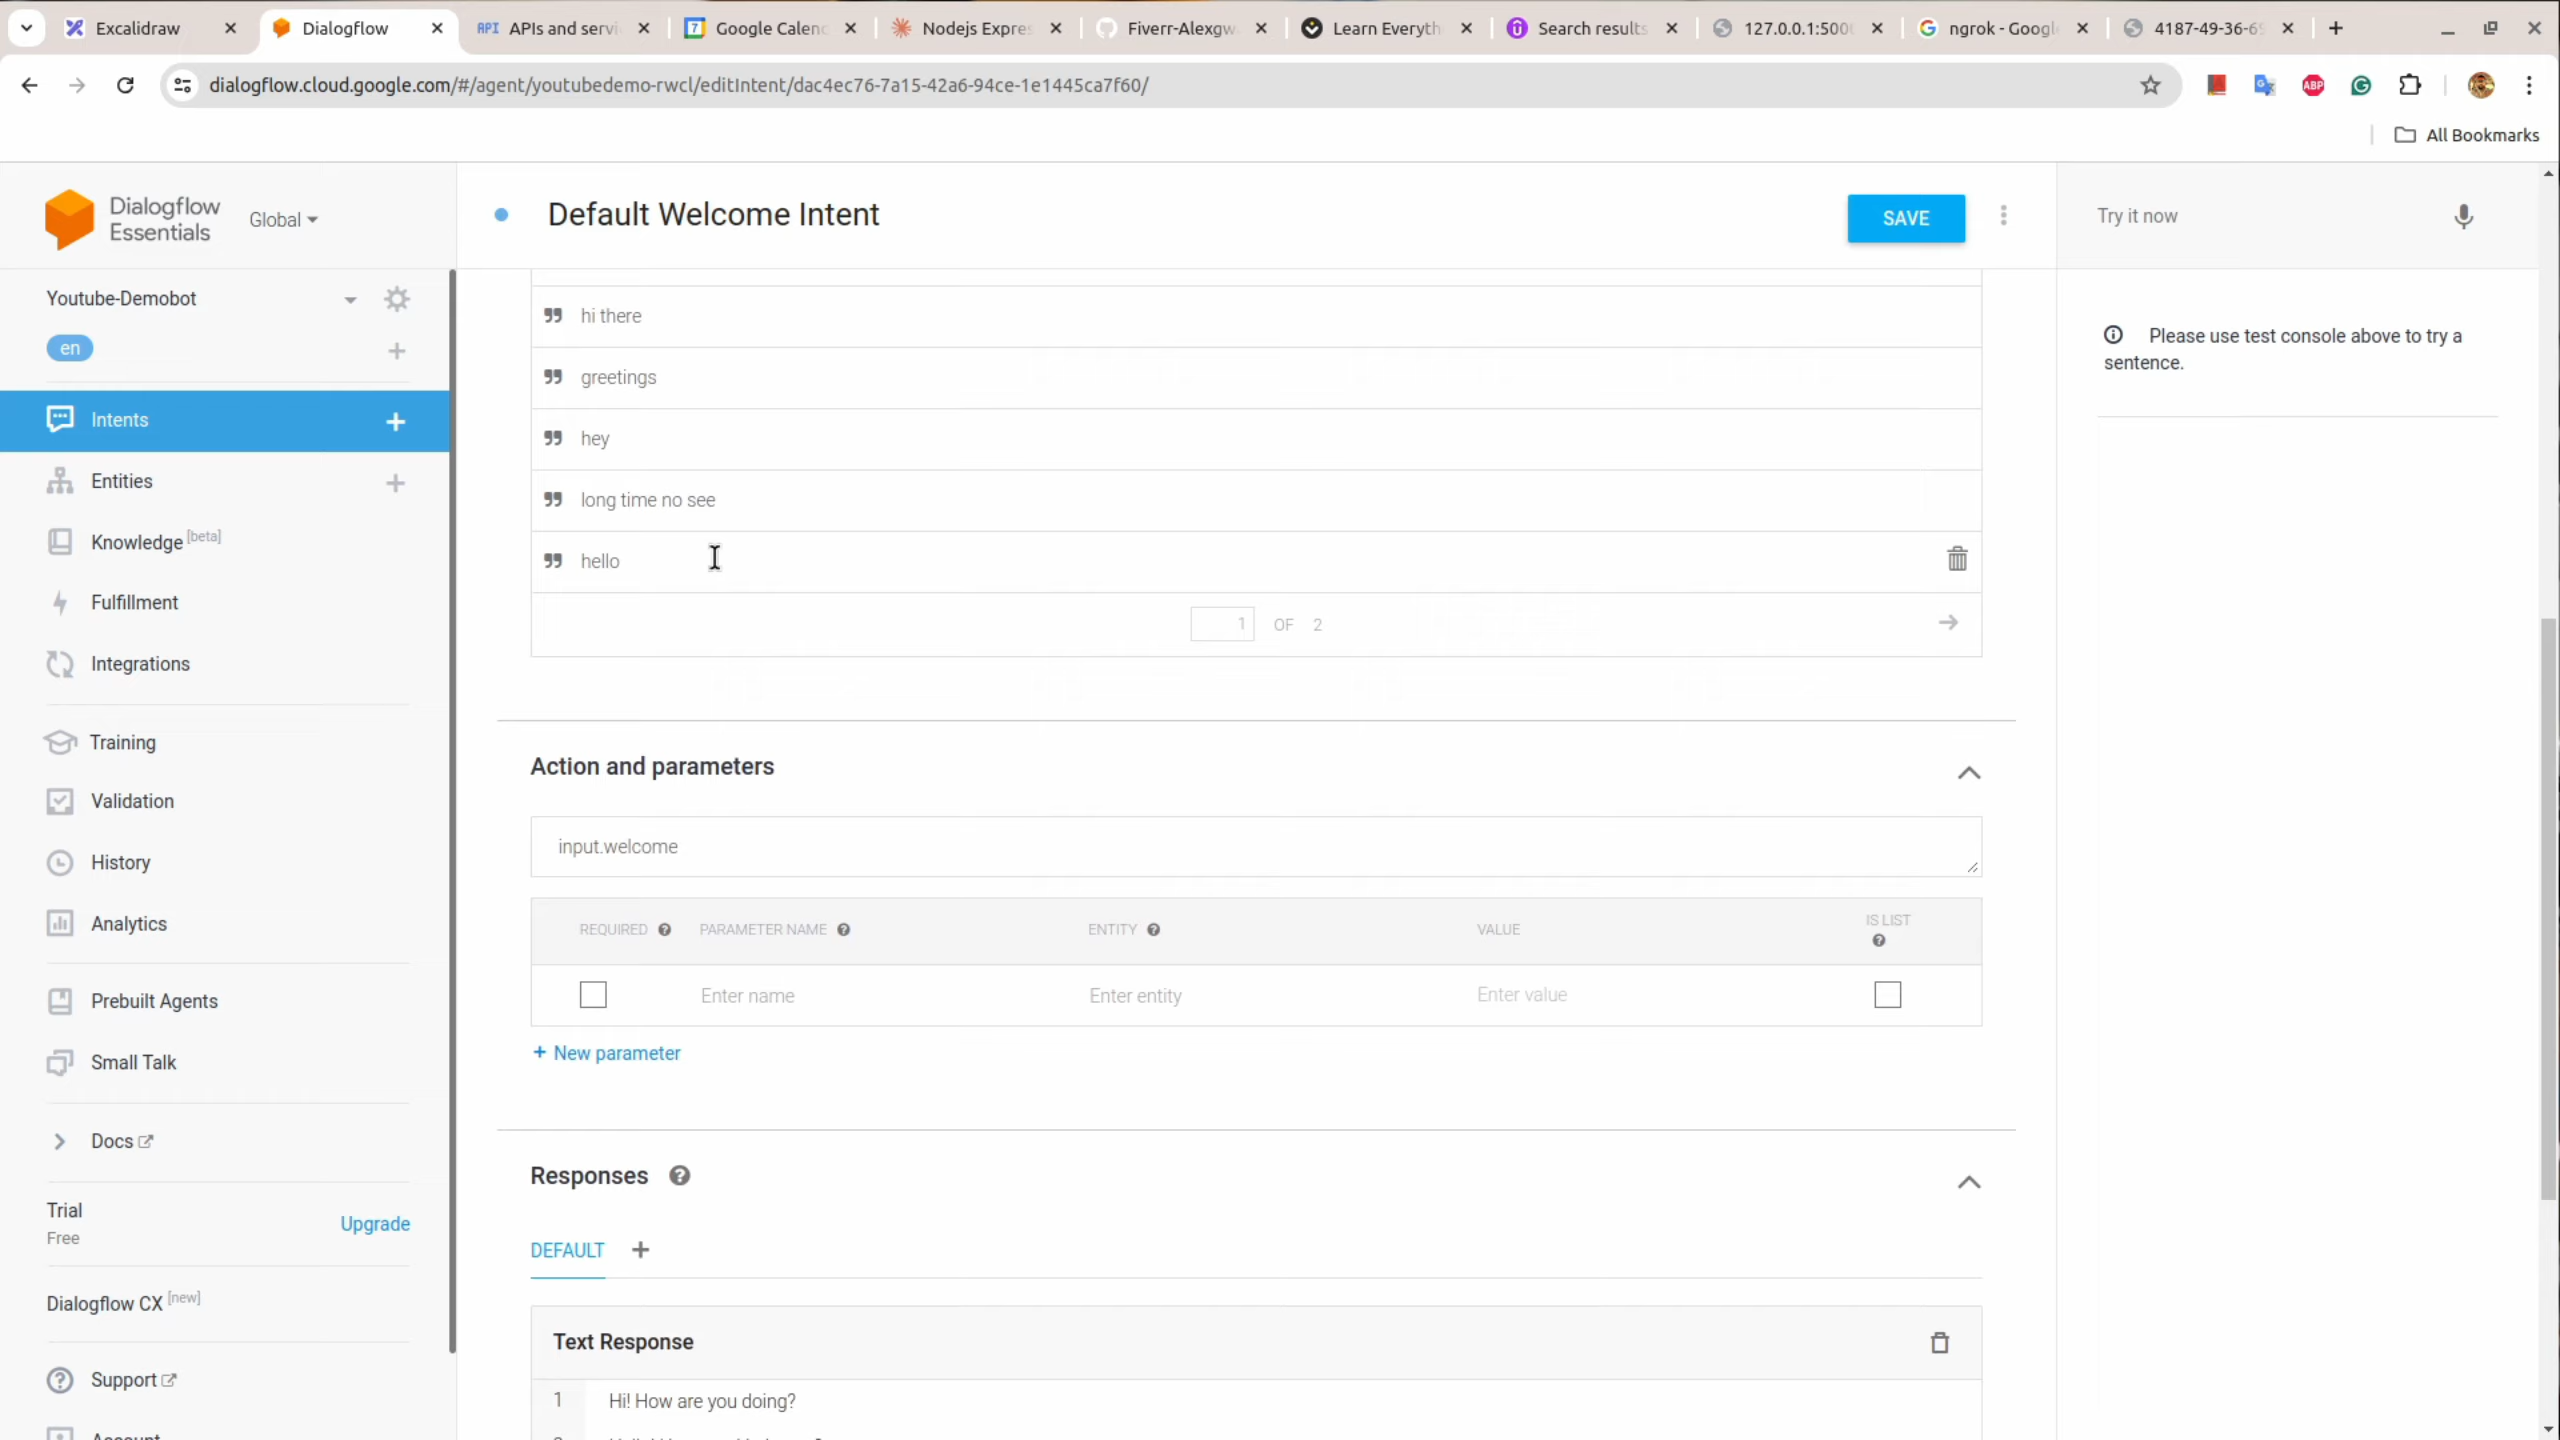 Excalidraw
Dialogflow
API APIs and servi
7 Google Calen
Nodejs Expre
Fiverr-Alexgw
Learn Everyth
Search results
127.0.0.1:500
ngrok - Googl
4187-49-36-6
dialogflow.cloud.google.com/#/agent/youtubedemo-rwcl/editIntent/dac4ec76-7a15-42a6-94ce-1e1445ca7f60/
ABP
All Bookmarks
Dialogflow
Essentials
Global
Youtube-Demobot
en
Intents
Entities
Knowledge [beta]
Fulfillment
Integrations
Training
Validation
History
Analytics
Prebuilt Agents
Small Talk
Docs
Trial
Free
Upgrade
Dialogflow CX [new]
Support
Account
Default Welcome Intent
SAVE
hi there
greetings
hey
long time no see
hello
1 OF 2
Action and parameters
input.welcome
REQUIRED PARAMETER NAME ENTITY VALUE IS LIST
Enter name Enter entity Enter value
+ New parameter
Responses
DEFAULT +
Text Response
1 Hi! How are you doing?
Try it now
Please use test console above to try a
sentence.